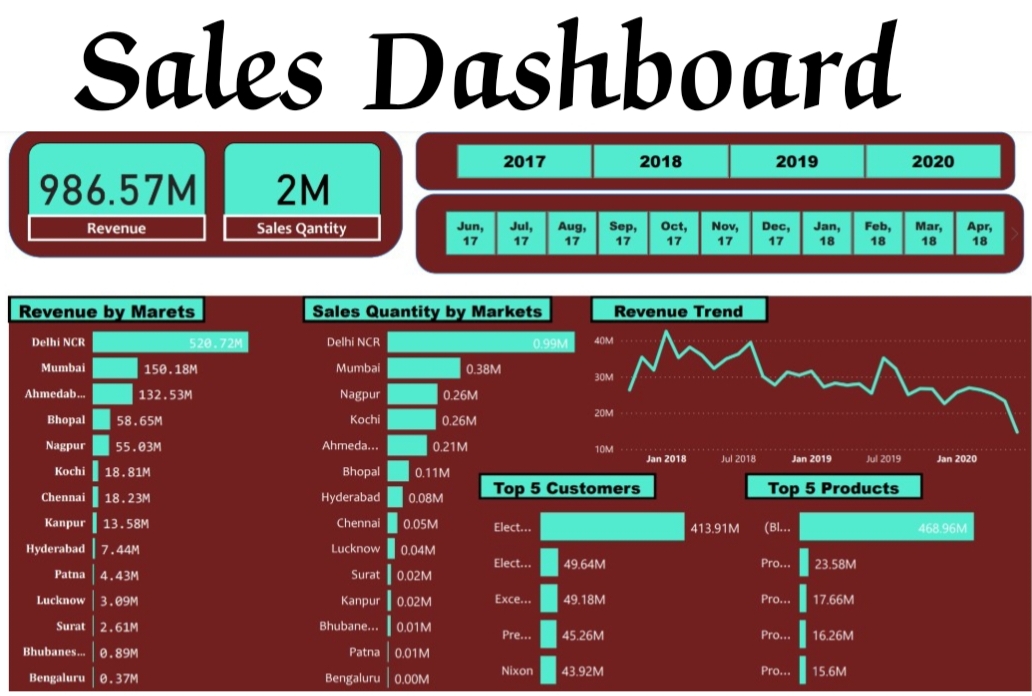 Sales Dashboard
986.57M
Revenue
2M
Sales Qantity
2017 2018 2019 2020
Jun, 17 Jul, 17 Aug, 17 Sep, 17 Oct, 17 Nov, 17 Dec, 17 Jan, 18 Feb, 18 Mar, 18 Apr, 18
Revenue by Marets
Delhi NCR 520.72M
Mumbai 150.18M
Ahmedab... 132.53M
Bhopal 58.65M
Nagpur 55.03M
Kochi 18.81M
Chennai 18.23M
Kanpur 13.58M
Hyderabad 7.44M
Patna 4.43M
Lucknow 3.09M
Surat 2.61M
Bhubanes... 0.89M
Bengaluru 0.37M
Sales Quantity by Markets
Delhi NCR 0.99M
Mumbai 0.38M
Nagpur 0.26M
Kochi 0.26M
Ahmeda... 0.21M
Bhopal 0.11M
Hyderabad 0.08M
Chennai 0.05M
Lucknow 0.04M
Surat 0.02M
Kanpur 0.02M
Bhubane... 0.01M
Patna 0.01M
Bengaluru 0.00M
Revenue Trend
40M
30M
20M
10M
Jan 2018 Jul 2018 Jan 2019 Jul 2019 Jan 2020
Top 5 Customers
Elect... 413.91M
Elect... 49.64M
Exce... 49.18M
Pre... 45.26M
Nixon 43.92M
Top 5 Products
(Bl... 468.96M
Pro... 23.58M
Pro... 17.66M
Pro... 16.26M
Pro... 15.6M